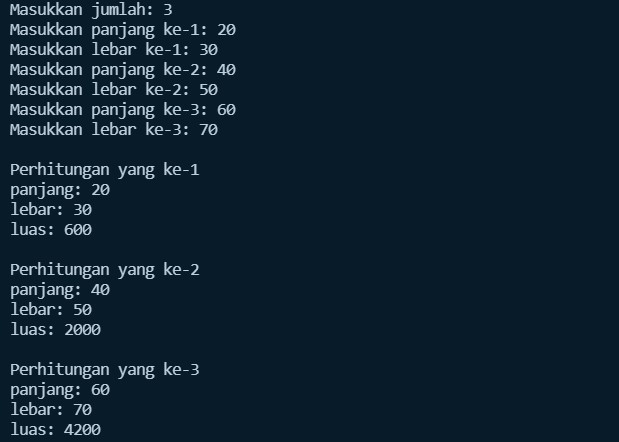 Masukkan jumlah: 3
Masukkan panjang ke-1: 20
Masukkan lebar ke-1: 30
Masukkan panjang ke-2: 40
Masukkan lebar ke-2: 50
Masukkan panjang ke-3: 60
Masukkan lebar ke-3: 70
Perhitungan yang ke-1
panjang: 20
lebar: 30
luas: 600
Perhitungan yang ke-2
panjang: 40
lebar: 50
luas: 2000
Perhitungan yang ke-3
panjang: 60
lebar: 70
luas: 4200